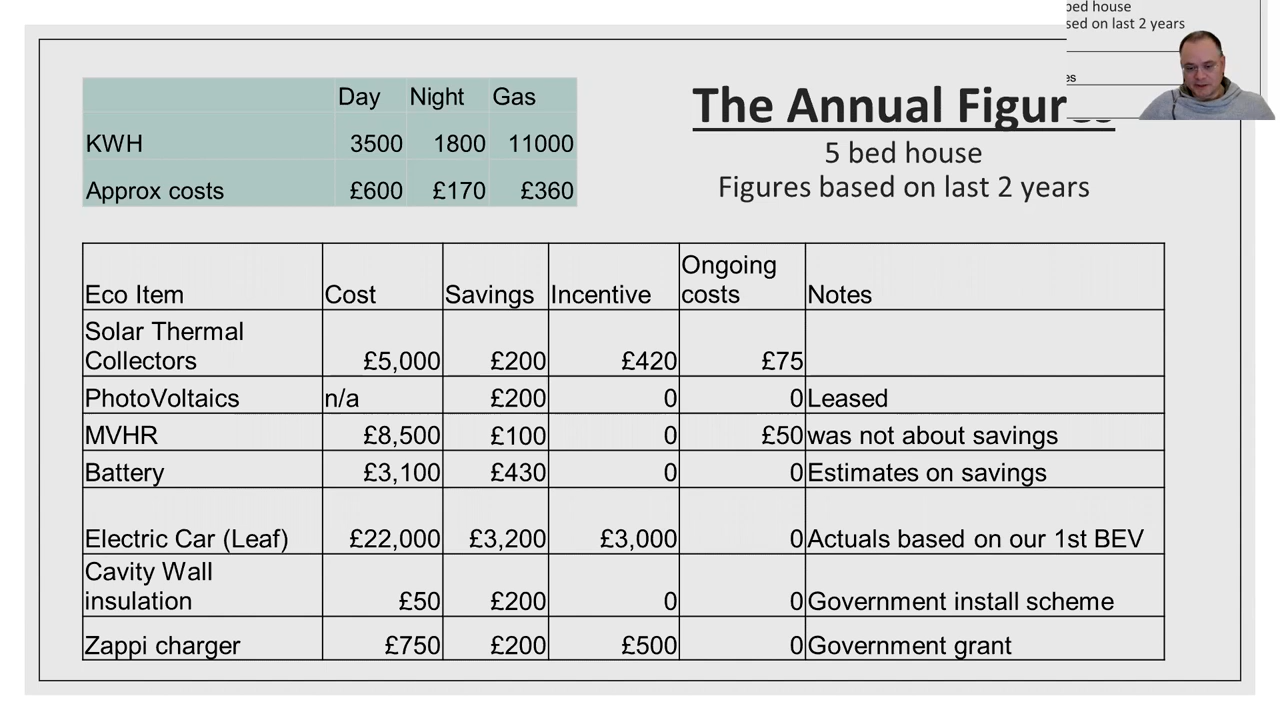 bed house
sed on last 2 years
es
The Annual Figures
5 bed house
Figures based on last 2 years
Day Night Gas
KWH 3500 1800 11000
Approx costs £600 £170 £360
Eco Item Cost Savings Incentive Ongoing costs Notes
Solar Thermal
Collectors £5,000 £200 £420 £75
PhotoVoltaics n/a £200 0 0 Leased
MVHR £8,500 £100 0 £50 was not about savings
Battery £3,100 £430 0 0 Estimates on savings
Electric Car (Leaf) £22,000 £3,200 £3,000 0 Actuals based on our 1st BEV
Cavity Wall
insulation £50 £200 0 0 Government install scheme
Zappi charger £750 £200 £500 0 Government grant